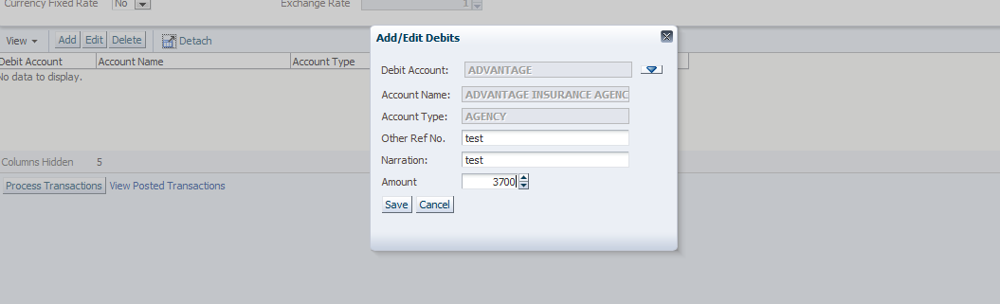 Currency Fixed Rate No Exchange Rate 1
View Add Edit Delete Detach
Debit Account Account Name Account Type
No data to display.
Columns Hidden 5
Process Transactions View Posted Transactions
Add/Edit Debits
Debit Account: ADVANTAGE
Account Name: ADVANTAGE INSURANCE AGENC
Account Type: AGENCY
Other Ref No. test
Narration: test
Amount 3700
Save Cancel